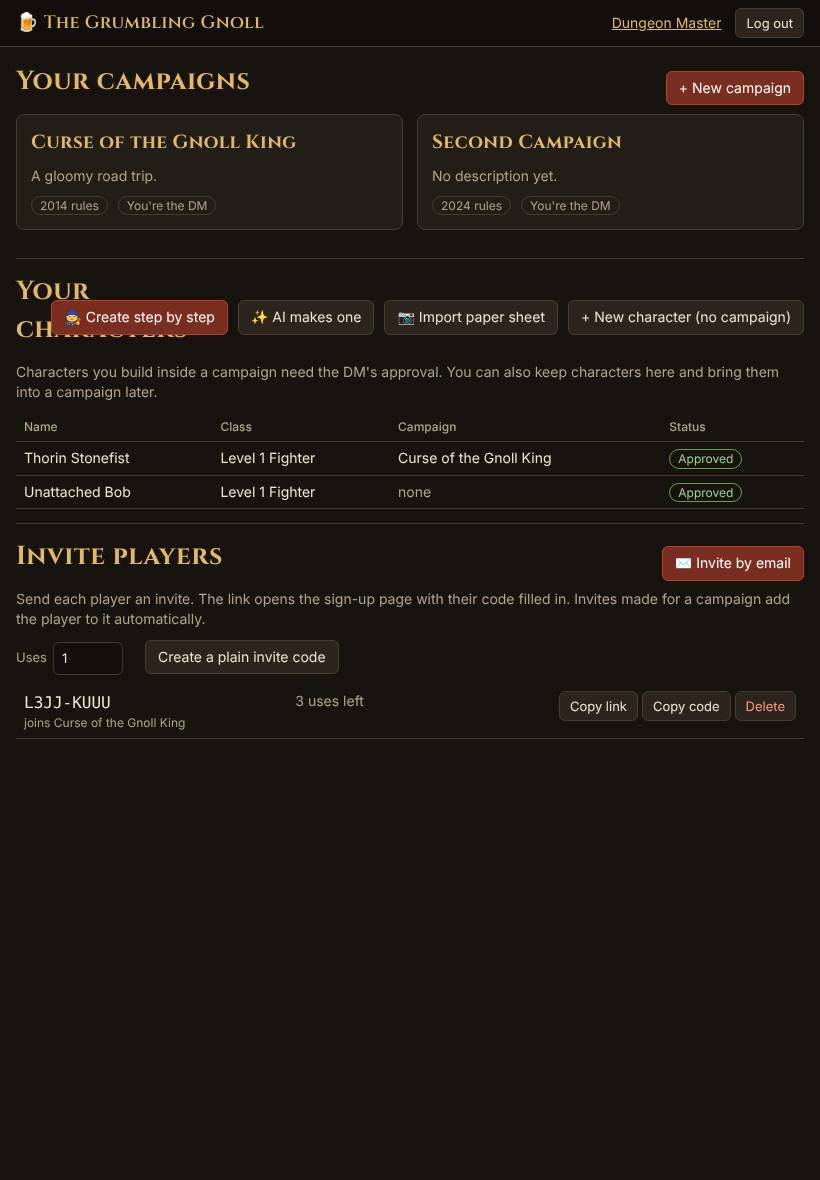 🍺 The Grumbling Gnoll
Dungeon Master
Log out
Your campaigns
+ New campaign
Curse of the Gnoll King
A gloomy road trip.
2014 rules
You're the DM
Second Campaign
No description yet.
2024 rules
You're the DM
Your
characters
🧙 Create step by step
✨ AI makes one
📷 Import paper sheet
+ New character (no campaign)
Characters you build inside a campaign need the DM's approval. You can also keep characters here and bring them
into a campaign later.
Name Class Campaign Status
Thorin Stonefist Level 1 Fighter Curse of the Gnoll King Approved
Unattached Bob Level 1 Fighter none Approved
Invite players
✉️ Invite by email
Send each player an invite. The link opens the sign-up page with their code filled in. Invites made for a campaign add
the player to it automatically.
Uses 1 Create a plain invite code
L3JJ-KUUU 3 uses left Copy link Copy code Delete
joins Curse of the Gnoll King